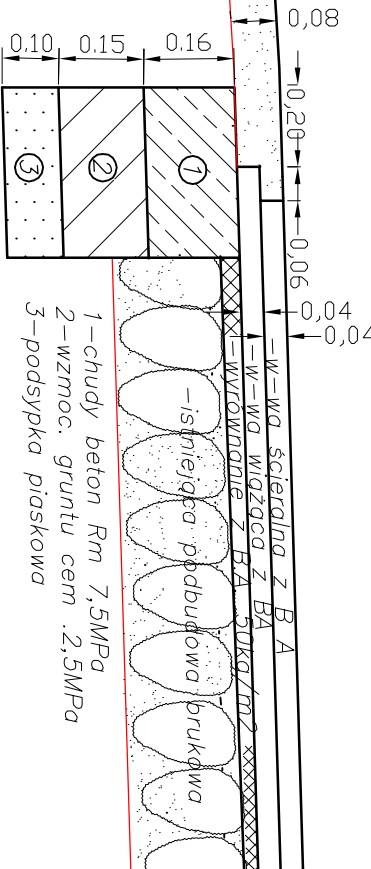 0,08
0,20
0,06
0,04
0,04
0.10
0.15
0.16
1
2
3
-w-wa ścieralna z B A
-w-wa wiążąca z BA
-wyrównanie z BA 50kg/m2
-istniejąca podbudowa brukowa
1-chudy beton Rm 7,5MPa
2-wzmoc. gruntu cem .2,5MPa
3-podsypka piaskowa